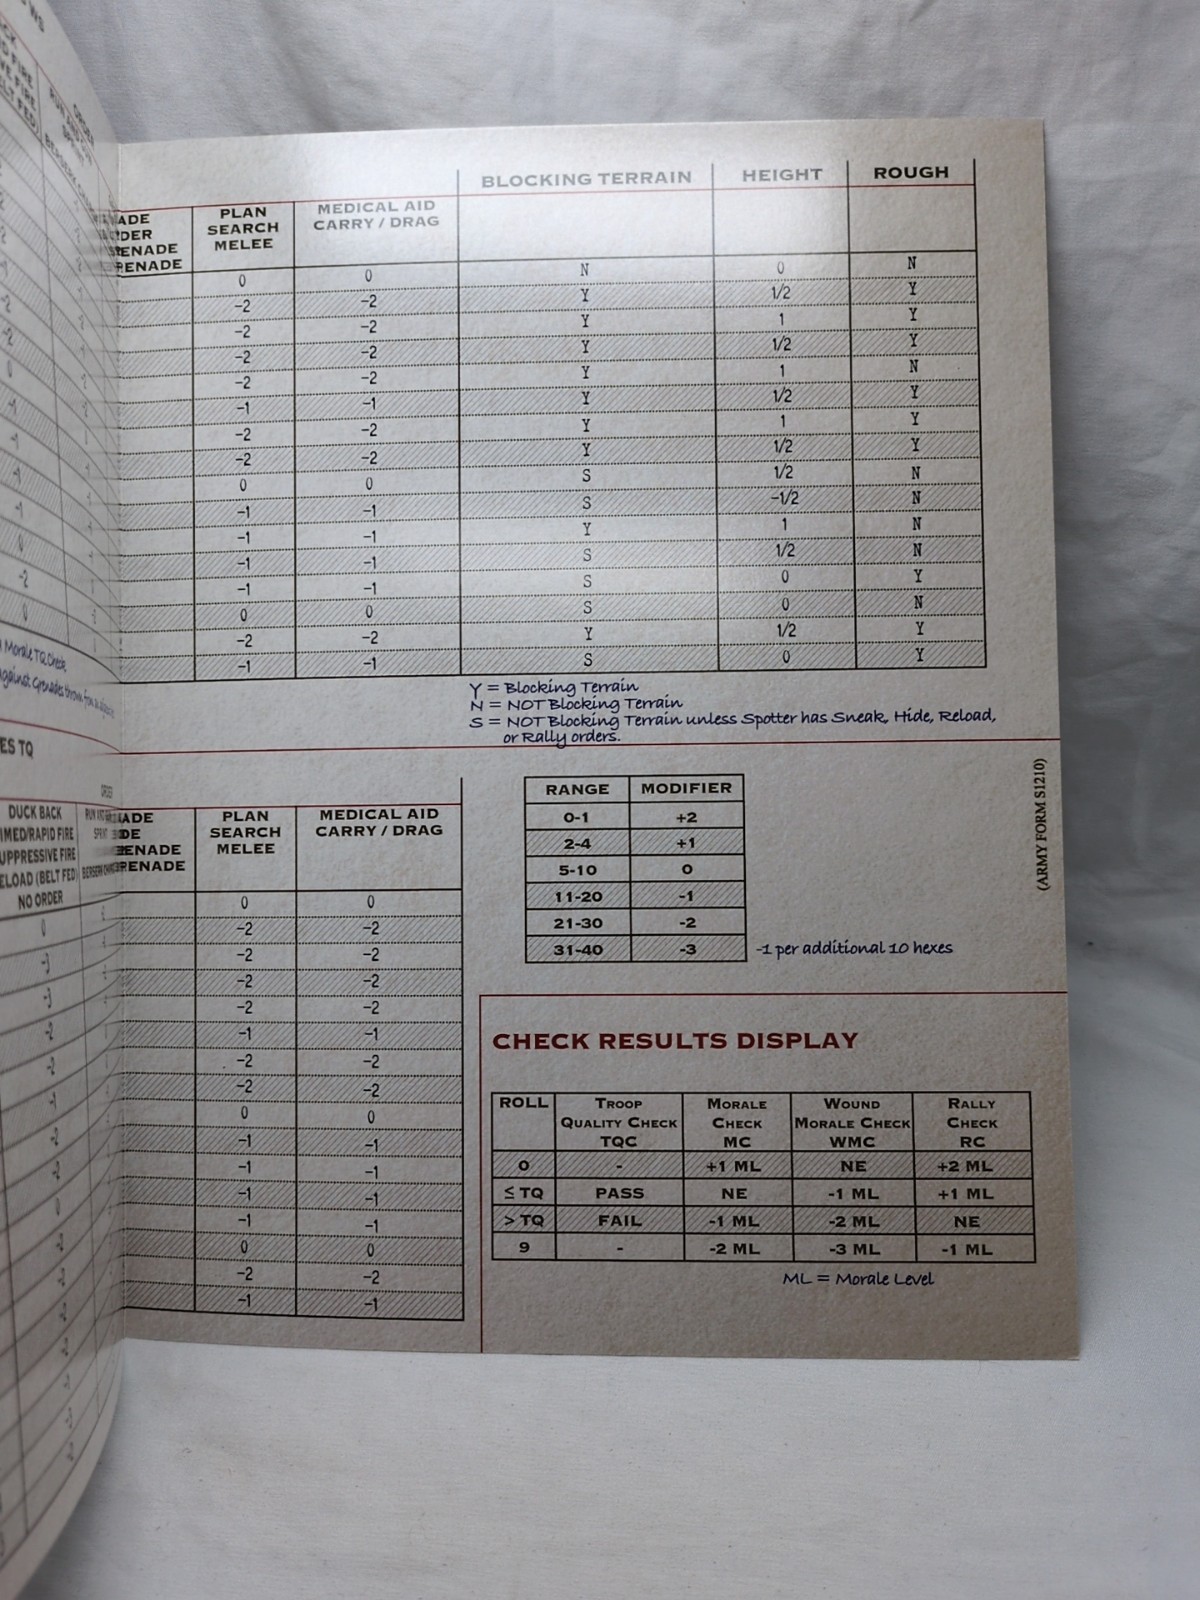 BLOCKING TERRAIN HEIGHT ROUGH
PLAN SEARCH MELEE MEDICAL AID CARRY / DRAG
0 0 N 0 N
-2 -2 Y 1/2 Y
-2 -2 Y 1 Y
-2 -2 Y 1/2 Y
-2 -2 Y 1 N
-1 -1 Y 1/2 Y
-2 -2 Y 1 Y
-2 -2 Y 1/2 Y
0 0 S 1/2 N
-1 -1 S -1/2 N
-1 -1 Y 1 N
-1 -1 S 1/2 N
-1 -1 S 0 Y
0 0 S 0 N
-2 -2 Y 1/2 Y
-1 -1 S 0 Y
Y = Blocking Terrain
N = NOT Blocking Terrain
S = NOT Blocking Terrain unless Spotter has Sneak, Hide, Reload,
or Rally orders.
(ARMY FORM S1210)
DUCK BACK
NO ORDER
PLAN SEARCH MELEE MEDICAL AID CARRY / DRAG
0 0
-2 -2
-2 -2
-2 -2
-2 -2
-1 -1
-2 -2
-2 -2
0 0
-1 -1
-1 -1
-1 -1
-1 -1
0 0
-2 -2
-1 -1
RANGE MODIFIER
0-1 +2
2-4 +1
5-10 0
11-20 -1
21-30 -2
31-40 -3 -1 per additional 10 hexes
CHECK RESULTS DISPLAY
ROLL TROOP QUALITY CHECK TQC MORALE CHECK MC WOUND MORALE CHECK WMC RALLY CHECK RC
0 - +1 ML NE +2 ML
≤ TQ PASS NE -1 ML +1 ML
> TQ FAIL -1 ML -2 ML NE
9 - -2 ML -3 ML -1 ML
ML = Morale Level